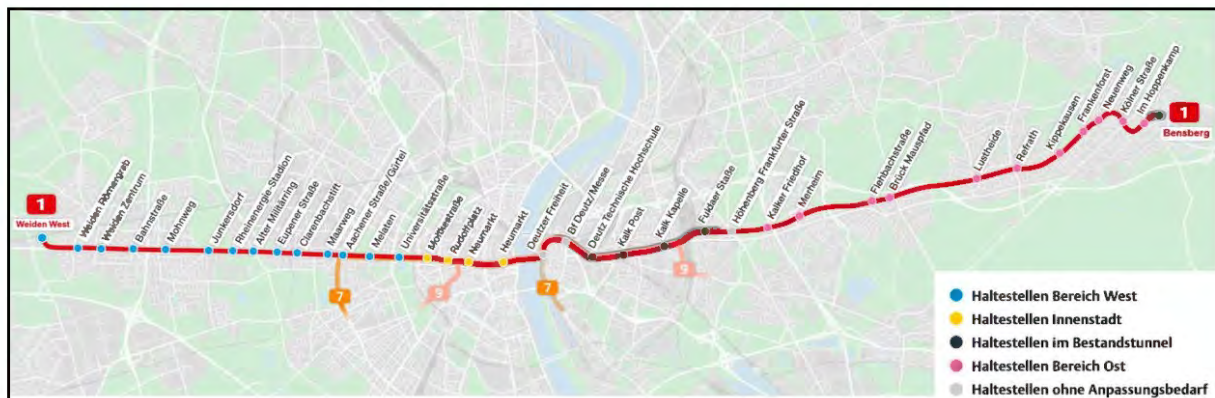 1
Weiden West
Weiden Römergrab
Weiden Zentrum
Bahnstraße
Mohnweg
Junkersdorf
Rheinenergie-Stadion
Alter Militärring
Eupener Straße
Clarenbachstift
Maarweg
Aachener Straße/Gürtel
Melaten
Universitätsstraße
Moltkestraße
Rudolfplatz
Neumarkt
Heumarkt
Deutzer Freiheit
Bf Deutz/Messe
Deutz Technische Hochschule
Kalk Post
Kalk Kapelle
Fuldaer Staße
Höhenberg Frankfurter Straße
Kalker Friedhof
Merheim
Flehbachstraße
Brück Mauspfad
Lustheide
Refrath
Kippekausen
Frankenforst
Neuenweg
Kölner Straße
Im Hoppenkamp
1
Bensberg
7
9
7
9
Haltestellen Bereich West
Haltestellen Innenstadt
Haltestellen im Bestandstunnel
Haltestellen Bereich Ost
Haltestellen ohne Anpassungsbedarf